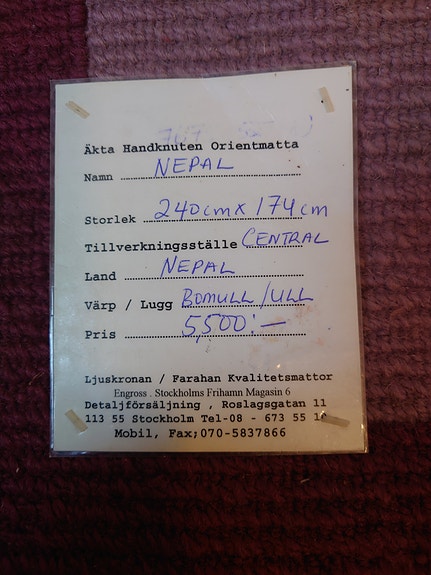 Äkta Handknuten Orientmatta
Namn NEPAL
Storlek 240cm x 174cm
Tillverkningsställe CENTRAL
Land NEPAL
Värp / Lugg BOMULL/ULL
Pris 5,500:-
Ljuskronan / Farahan Kvalitetsmattor
Engross . Stockholms Frihamn Magasin 6
Detaljförsäljning , Roslagsgatan 11
113 55 Stockholm Tel-08 - 673 55
Mobil, Fax;070-5837866